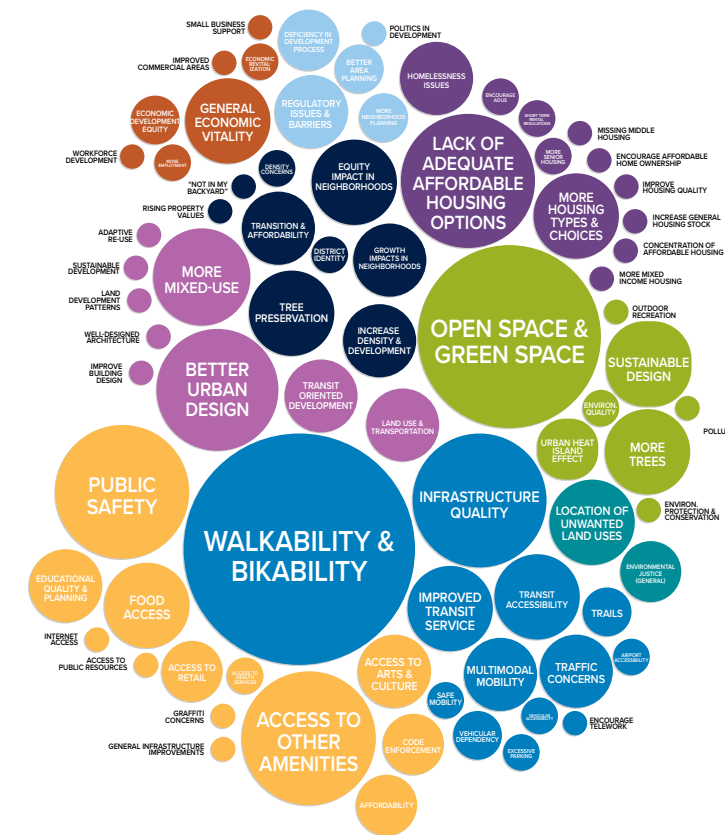 SMALL BUSINESS
SUPPORT
DEFICIENCY IN
DEVELOPMENT
PROCESS
POLITICS IN
DEVELOPMENT
IMPROVED
COMMERCIAL AREAS
ECONOMIC
REVITAL-
IZATION
BETTER
AREA
PLANNING
HOMELESSNESS
ISSUES
ENCOURAGE
ADUS
ECONOMIC
DEVELOPMENT
EQUITY
GENERAL
ECONOMIC
VITALITY
REGULATORY
ISSUES &
BARRIERS
MORE
NEIGHBORHOOD
PLANNING
SHORT TERM
RENTAL
REGULATIONS
MISSING MIDDLE
HOUSING
WORKFORCE
DEVELOPMENT
MORE
EMPLOYMENT
DENSITY
CONCERNS
EQUITY
IMPACT IN
NEIGHBORHOODS
LACK OF
ADEQUATE
AFFORDABLE
HOUSING
OPTIONS
MORE
SENIOR
HOUSING
ENCOURAGE AFFORDABLE
HOME OWNERSHIP
"NOT IN MY
BACKYARD"
IMPROVE
HOUSING QUALITY
RISING PROPERTY
VALUES
MORE
HOUSING
TYPES &
CHOICES
INCREASE GENERAL
HOUSING STOCK
ADAPTIVE
RE-USE
TRANSITION &
AFFORDABILITY
DISTRICT
IDENTITY
GROWTH
IMPACTS IN
NEIGHBORHOODS
CONCENTRATION OF
AFFORDABLE HOUSING
SUSTAINABLE
DEVELOPMENT
MORE
MIXED-USE
MORE MIXED
INCOME HOUSING
LAND
DEVELOPMENT
PATTERNS
TREE
PRESERVATION
OUTDOOR
RECREATION
WELL-DESIGNED
ARCHITECTURE
INCREASE
DENSITY &
DEVELOPMENT
OPEN SPACE &
GREEN SPACE
SUSTAINABLE
DESIGN
IMPROVE
BUILDING
DESIGN
BETTER
URBAN
DESIGN
TRANSIT
ORIENTED
DEVELOPMENT
LAND USE &
TRANSPORTATION
ENVIRON.
QUALITY
POLLU
URBAN HEAT
ISLAND
EFFECT
MORE
TREES
PUBLIC
SAFETY
WALKABILITY &
BIKABILITY
INFRASTRUCTURE
QUALITY
LOCATION OF
UNWANTED
LAND USES
ENVIRON.
PROTECTION &
CONSERVATION
EDUCATIONAL
QUALITY &
PLANNING
FOOD
ACCESS
IMPROVED
TRANSIT
SERVICE
TRANSIT
ACCESSIBILITY
TRAILS
ENVIRONMENTAL
JUSTICE
(GENERAL)
INTERNET
ACCESS
ACCESS TO
PUBLIC RESOURCES
ACCESS TO
RETAIL
ACCESS TO
HEALTH
SERVICES
ACCESS TO
ARTS &
CULTURE
MULTIMODAL
MOBILITY
TRAFFIC
CONCERNS
AIRPORT
ACCESSIBILITY
SAFE
MOBILITY
GRAFFITI
CONCERNS
VEHICULAR
ACCESSIBILITY
ENCOURAGE
TELEWORK
GENERAL INFRASTRUCTURE
IMPROVEMENTS
ACCESS TO
OTHER
AMENITIES
CODE
ENFORCEMENT
VEHICULAR
DEPENDENCY
EXCESSIVE
PARKING
AFFORDABILITY